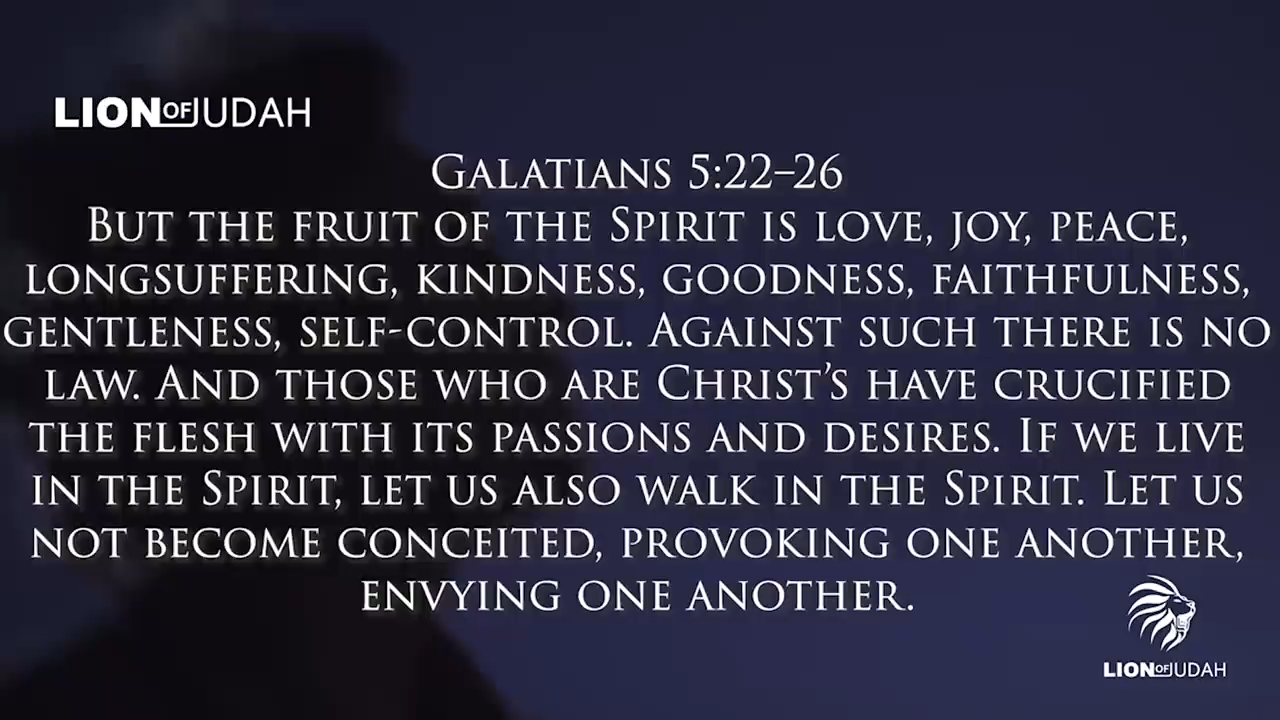 LION OF JUDAH
Galatians 5:22–26
But the fruit of the Spirit is love, joy, peace,
longsuffering, kindness, goodness, faithfulness,
gentleness, self-control. Against such there is no
law. And those who are Christ’s have crucified
the flesh with its passions and desires. If we live
in the Spirit, let us also walk in the Spirit. Let us
not become conceited, provoking one another,
envying one another.
LION OF JUDAH